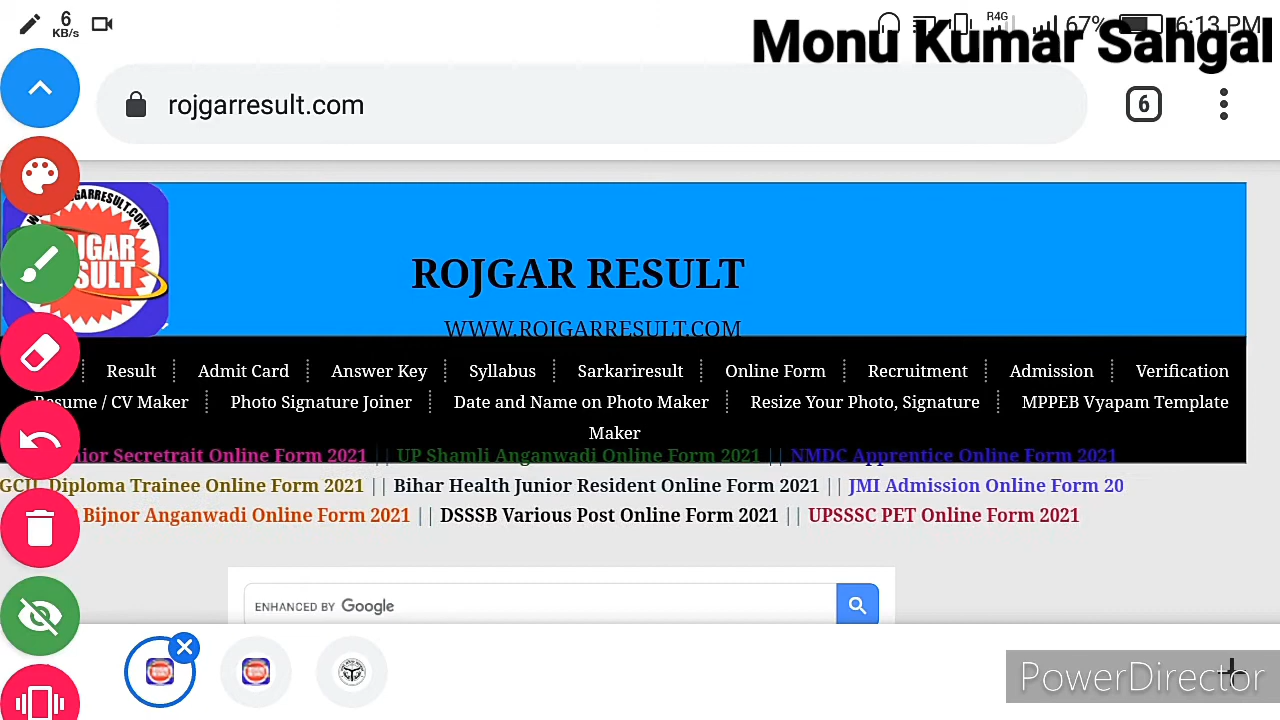 6
KB/s
R4G
67%
6:13 PM
Monu Kumar Sahgal
rojgarresult.com
6
ROJGAR RESULT
WWW.ROJGARRESULT.COM
Result
Admit Card
Answer Key
Syllabus
Sarkariresult
Online Form
Recruitment
Admission
Verification
Resume / CV Maker
Photo Signature Joiner
Date and Name on Photo Maker
Resize Your Photo, Signature
MPPEB Vyapam Template
Maker
Secretrait Online Form 2021 || UP Shamli Anganwadi Online Form 2021 || NMDC Apprentice Online Form 2021
Diploma Trainee Online Form 2021 || Bihar Health Junior Resident Online Form 2021 || JMI Admission Online Form 20
Bijnor Anganwadi Online Form 2021 || DSSSB Various Post Online Form 2021 || UPSSSC PET Online Form 2021
ENHANCED BY Google
PowerDirector